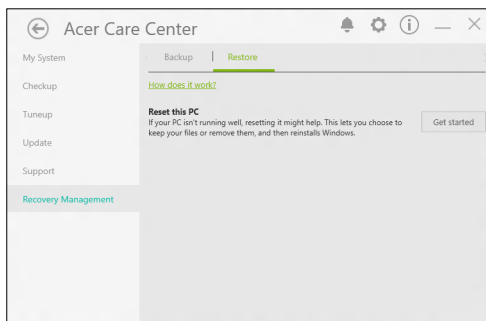 Acer Care Center
My System
Backup
Restore
Checkup
How does it work?
Tuneup
Reset this PC
If your PC isn't running well, resetting it might help. This lets you choose to
keep your files or remove them, and then reinstalls Windows.
Get started
Update
Support
Recovery Management